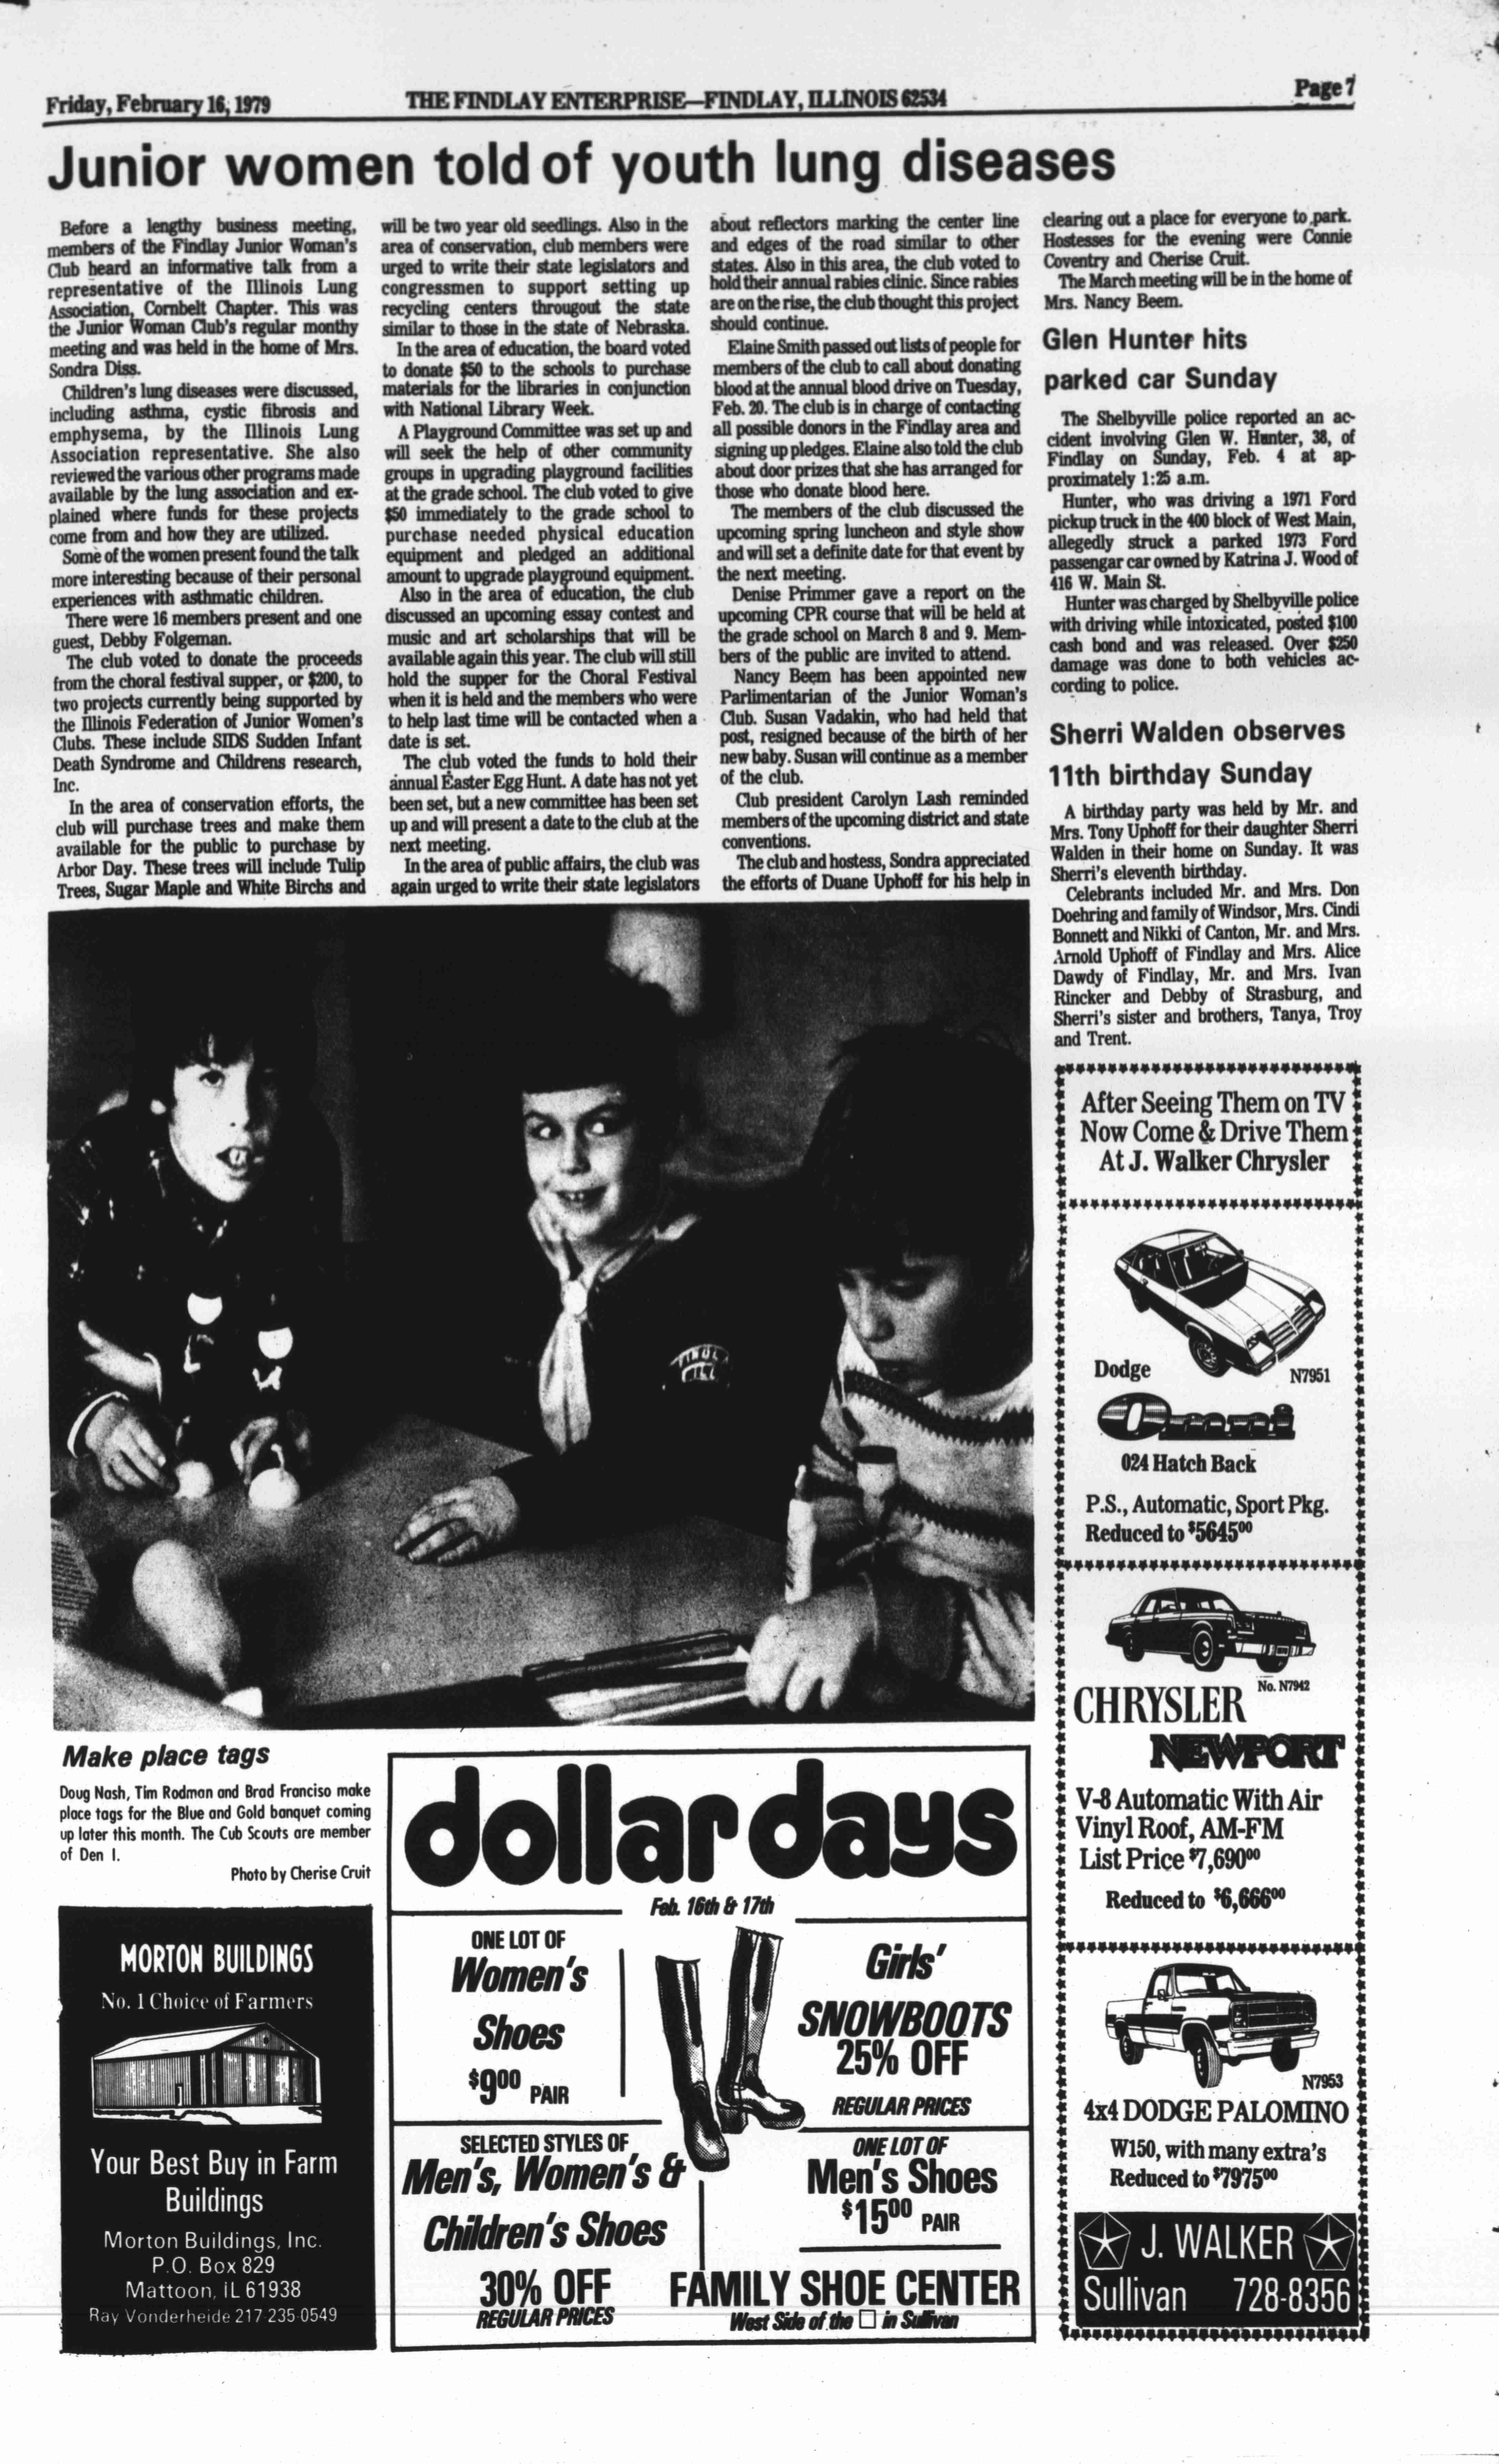 Friday, February 16, 1979
THE FINDLAY ENTERPRISE—FINDLAY, ILLINOIS 62534
Page 7
Junior women told of youth lung diseases
Before a lengthy business meeting,
members of the Findlay Junior Woman's
Club heard an informative talk from a
representative of the Illinois Lung
Association, Cornbelt Chapter. This was
the Junior Woman Club's regular monthy
meeting and was held in the home of Mrs.
Sondra Diss.
Children's lung diseases were discussed,
including asthma, cystic fibrosis and
emphysema, by the Illinois Lung
Association representative. She also
reviewed the various other programs made
available by the lung association and ex-
plained where funds for these projects
come from and how they are utilized.
Some of the women present found the talk
more interesting because of their personal
experiences with asthmatic children.
There were 16 members present and one
guest, Debby Folgeman.
The club voted to donate the proceeds
from the choral festival supper, or $200, to
two projects currently being supported by
the Illinois Federation of Junior Women's
Clubs. These include SIDS Sudden Infant
Death Syndrome and Childrens research,
Inc.
In the area of conservation efforts, the
club will purchase trees and make them
available for the public to purchase by
Arbor Day. These trees will include Tulip
Trees, Sugar Maple and White Birchs and
will be two year old seedlings. Also in the
area of conservation, club members were
urged to write their state legislators and
congressmen to support setting up
recycling centers througout the state
similar to those in the state of Nebraska.
In the area of education, the board voted
to donate $50 to the schools to purchase
materials for the libraries in conjunction
with National Library Week.
A Playground Committee was set up and
will seek the help of other community
groups in upgrading playground facilities
at the grade school. The club voted to give
$50 immediately to the grade school to
purchase needed physical education
equipment and pledged an additional
amount to upgrade playground equipment.
Also in the area of education, the club
discussed an upcoming essay contest and
music and art scholarships that will be
available again this year. The club will still
hold the supper for the Choral Festival
when it is held and the members who were
to help last time will be contacted when a
date is set.
The club voted the funds to hold their
annual Easter Egg Hunt. A date has not yet
been set, but a new committee has been set
up and will present a date to the club at the
next meeting.
In the area of public affairs, the club was
again urged to write their state legislators
about reflectors marking the center line
and edges of the road similar to other
states. Also in this area, the club voted to
hold their annual rabies clinic. Since rabies
are on the rise, the club thought this project
should continue.
Elaine Smith passed out lists of people for
members of the club to call about donating
blood at the annual blood drive on Tuesday,
Feb. 20. The club is in charge of contacting
all possible donors in the Findlay area and
signing up pledges. Elaine also told the club
about door prizes that she has arranged for
those who donate blood here.
The members of the club discussed the
upcoming spring luncheon and style show
and will set a definite date for that event by
the next meeting.
Denise Primmer gave a report on the
upcoming CPR course that will be held at
the grade school on March 8 and 9. Mem-
bers of the public are invited to attend.
Nancy Beem has been appointed new
Parlimentarian of the Junior Woman's
Club. Susan Vadakin, who had held that
post, resigned because of the birth of her
new baby. Susan will continue as a member
of the club.
Club president Carolyn Lash reminded
members of the upcoming district and state
conventions.
The club and hostess, Sondra appreciated
the efforts of Duane Uphoff for his help in
clearing out a place for everyone to park.
Hostesses for the evening were Connie
Coventry and Cherise Cruit.
The March meeting will be in the home of
Mrs. Nancy Beem.
Glen Hunter hits
parked car Sunday
The Shelbyville police reported an ac-
cident involving Glen W. Hunter, 38, of
Findlay on Sunday, Feb. 4 at ap-
proximately 1:25 a.m.
Hunter, who was driving a 1971 Ford
pickup truck in the 400 block of West Main,
allegedly struck a parked 1973 Ford
passengar car owned by Katrina J. Wood of
416 W. Main St.
Hunter was charged by Shelbyville police
with driving while intoxicated, posted $100
cash bond and was released. Over $250
damage was done to both vehicles ac-
cording to police.
Sherri Walden observes
11th birthday Sunday
A birthday party was held by Mr. and
Mrs. Tony Uphoff for their daughter Sherri
Walden in their home on Sunday. It was
Sherri's eleventh birthday.
Celebrants included Mr. and Mrs. Don
Doehring and family of Windsor, Mrs. Cindi
Bonnett and Nikki of Canton, Mr. and Mrs.
Arnold Uphoff of Findlay and Mrs. Alice
Dawdy of Findlay, Mr. and Mrs. Ivan
Rincker and Debby of Strasburg, and
Sherri's sister and brothers, Tanya, Troy
and Trent.
Make place tags
Doug Nash, Tim Rodman and Brad Franciso make
place tags for the Blue and Gold banquet coming
up later this month. The Cub Scouts are member
of Den I.
Photo by Cherise Cruit
MORTON BUILDINGS
No. 1 Choice of Farmers
Your Best Buy in Farm
Buildings
Morton Buildings, Inc.
P.O. Box 829
Mattoon, IL 61938
Ray Vonderheide 217-235-0549
dollar days
Feb. 16th & 17th
ONE LOT OF
Women's
Shoes
$9.00 PAIR
Girls'
SNOWBOOTS
25% OFF
REGULAR PRICES
SELECTED STYLES OF
Men's, Women's &
Children's Shoes
30% OFF
REGULAR PRICES
ONE LOT OF
Men's Shoes
$15.00 PAIR
FAMILY SHOE CENTER
West Side of the □ in Sullivan
After Seeing Them on TV
Now Come & Drive Them
At J. Walker Chrysler
Dodge
N7951
Omni
024 Hatch Back
P.S., Automatic, Sport Pkg.
Reduced to $5645.00
No. N7942
CHRYSLER
NEWPORT
V-8 Automatic With Air
Vinyl Roof, AM-FM
List Price $7,690.00
Reduced to $6,666.00
N7953
4x4 DODGE PALOMINO
W150, with many extra's
Reduced to $7975.00
J. WALKER
Sullivan 728-8356